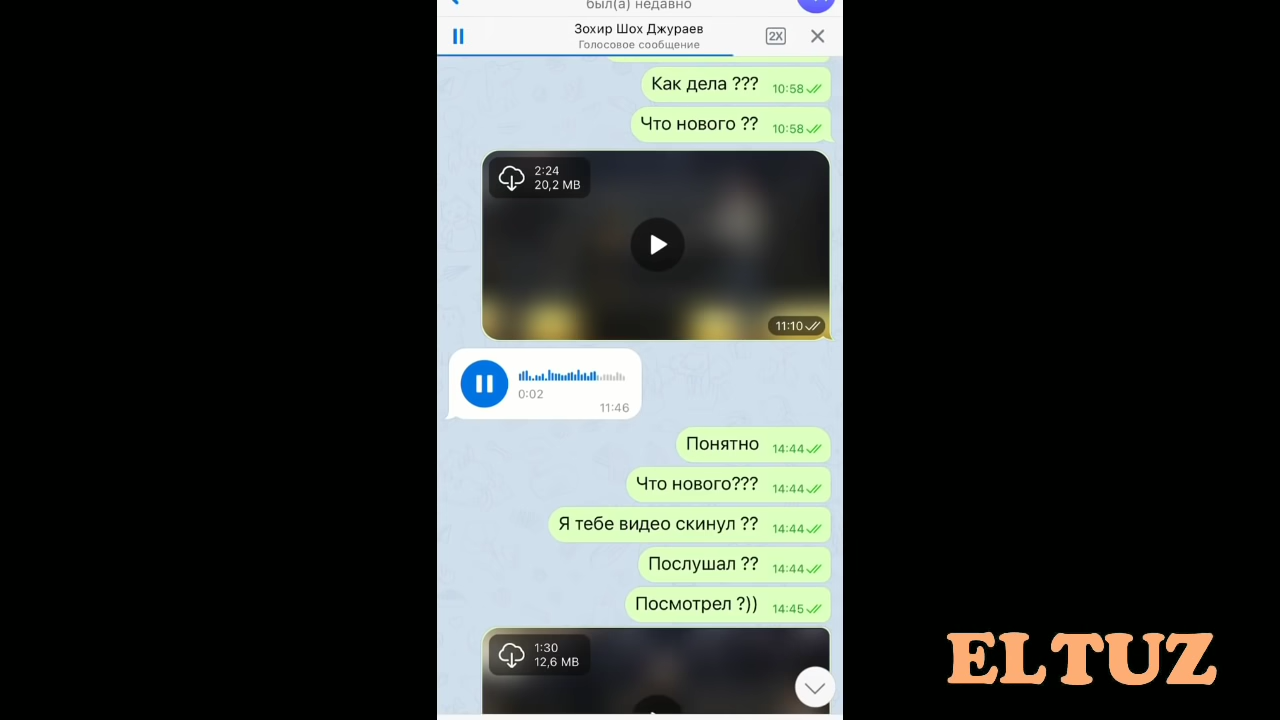 был(а) недавно
Зохир Шох Джураев
Голосовое сообщение
2X
Как дела ???
10:58
Что нового ??
10:58
2:24
20,2 MB
11:10
0:02
11:46
Понятно
14:44
Что нового???
14:44
Я тебе видео скинул ??
14:44
Послушал ??
14:44
Посмотрел ?))
14:45
1:30
12,6 MB
ELTUZ